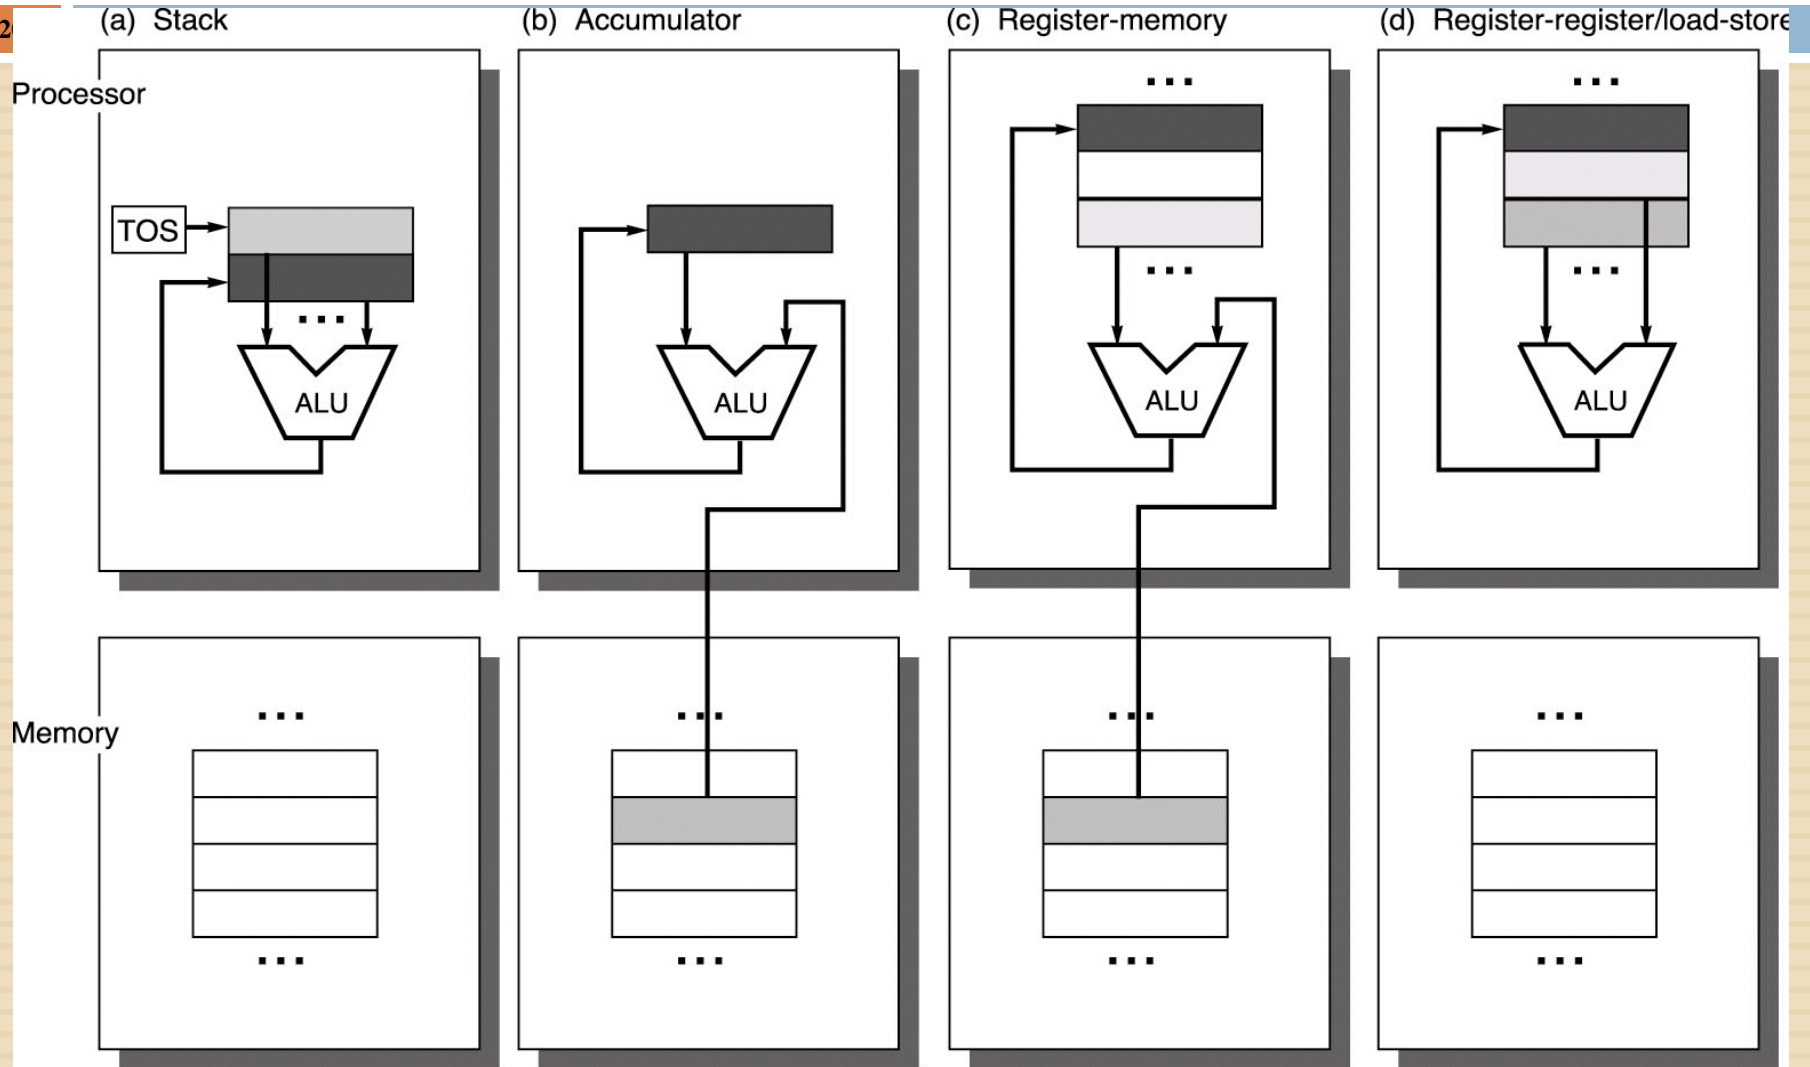 (a) Stack
(b) Accumulator
(c) Register-memory
(d) Register-register/load-store
Processor
TOS
...
...
...
...
...
ALU
ALU
ALU
ALU
Memory
...
...
...
...
...
...
...
...